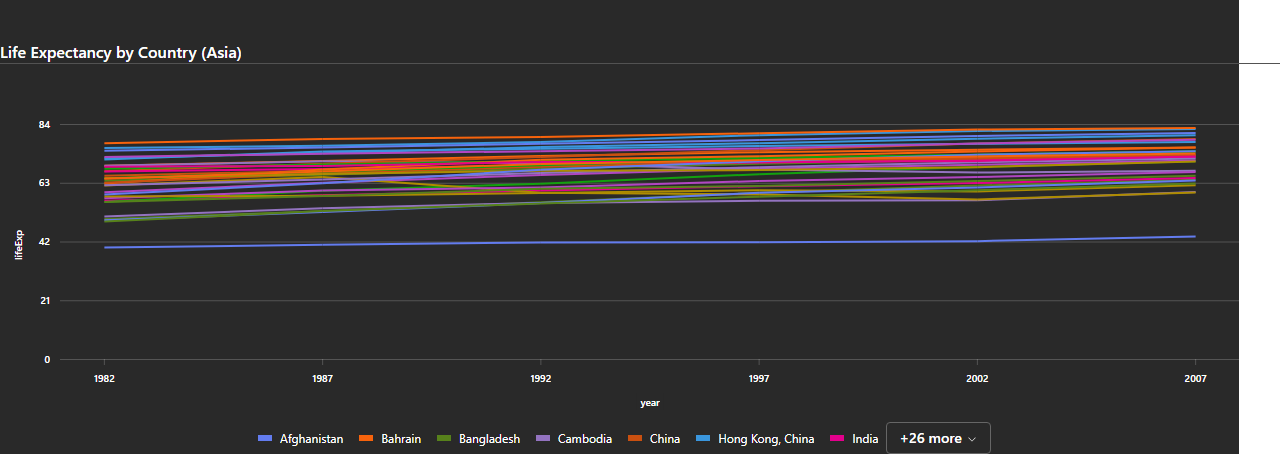 Life Expectancy by Country (Asia)
84
63
42
21
0
lifeExp
1982 1987 1992 1997 2002 2007
year
Afghanistan Bahrain Bangladesh Cambodia China Hong Kong, China India +26 more